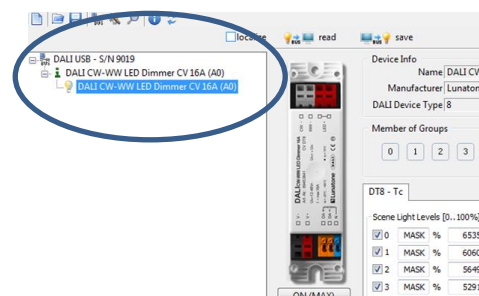 localize read save
DALI USB - S/N 9019
DALI CW-WW LED Dimmer CV 16A (A0)
DALI CW-WW LED Dimmer CV 16A (A0)
Device Info
Name DALI CW
Manufacturer Lunaton
DALI Device Type 8
Member of Groups
0 1 2 3
DT8 - Tc
Scene Light Levels [0..100%]
0 MASK % 6535
1 MASK % 6060
2 MASK % 5649
3 MASK % 5291
ON (MAX)